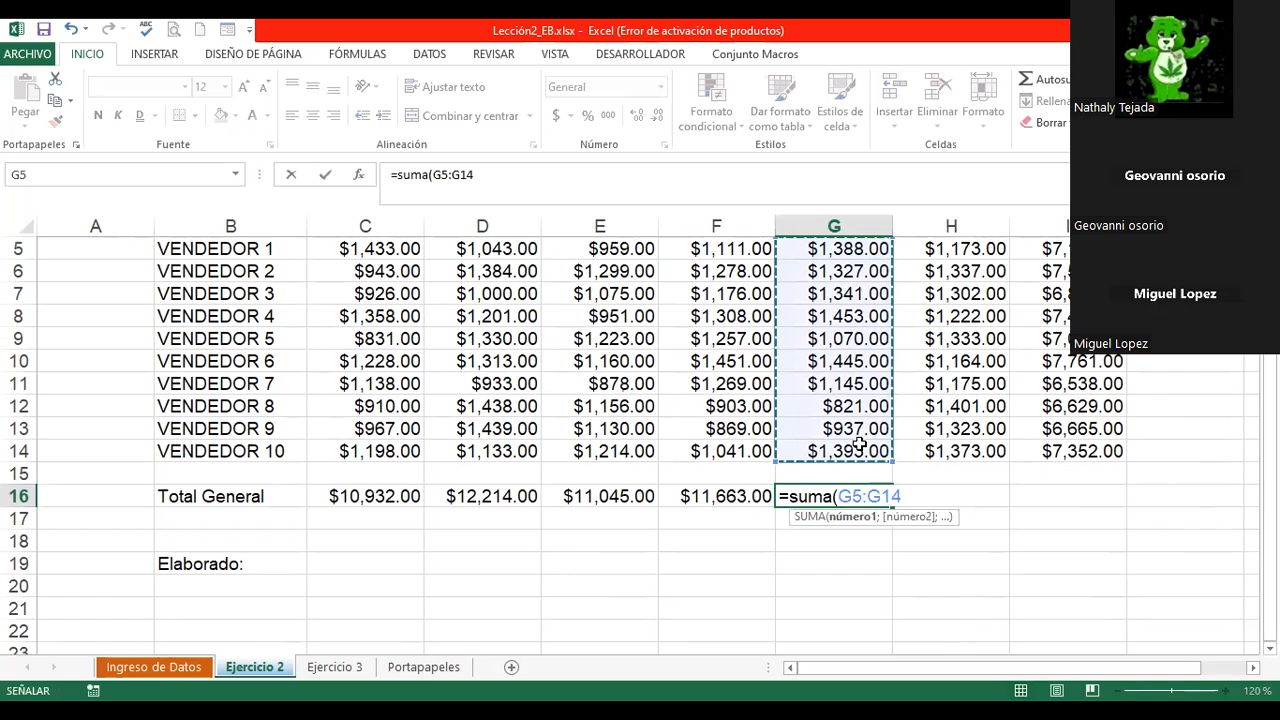 Lección2_EB.xlsx - Excel (Error de activación de productos)
ARCHIVO INICIO INSERTAR DISEÑO DE PÁGINA FÓRMULAS DATOS REVISAR VISTA DESARROLLADOR Conjunto Macros
Pegar
12
Ajustar texto
General
N K S
Combinar y centrar
$ % 000
Formato condicional
Dar formato como tabla
Estilos de celda
Insertar
Eliminar
Formato
Autosu
Rellena
Borrar
Portapapeles Fuente Alineación Número Estilos Celdas
Nathaly Tejada
Geovanni osorio
Geovanni osorio
Miguel Lopez
Miguel Lopez
G5 fx =suma(G5:G14
A B C D E F G H
5 VENDEDOR 1 $1,433.00 $1,043.00 $959.00 $1,111.00 $1,388.00 $1,173.00
6 VENDEDOR 2 $943.00 $1,384.00 $1,299.00 $1,278.00 $1,327.00 $1,337.00
7 VENDEDOR 3 $926.00 $1,000.00 $1,075.00 $1,176.00 $1,341.00 $1,302.00
8 VENDEDOR 4 $1,358.00 $1,201.00 $951.00 $1,308.00 $1,453.00 $1,222.00
9 VENDEDOR 5 $831.00 $1,330.00 $1,223.00 $1,257.00 $1,070.00 $1,333.00
10 VENDEDOR 6 $1,228.00 $1,313.00 $1,160.00 $1,451.00 $1,445.00 $1,164.00 $7,761.00
11 VENDEDOR 7 $1,138.00 $933.00 $878.00 $1,269.00 $1,145.00 $1,175.00 $6,538.00
12 VENDEDOR 8 $910.00 $1,438.00 $1,156.00 $903.00 $821.00 $1,401.00 $6,629.00
13 VENDEDOR 9 $967.00 $1,439.00 $1,130.00 $869.00 $937.00 $1,323.00 $6,665.00
14 VENDEDOR 10 $1,198.00 $1,133.00 $1,214.00 $1,041.00 $1,393.00 $1,373.00 $7,352.00
15
16 Total General $10,932.00 $12,214.00 $11,045.00 $11,663.00 =suma(G5:G14
17 SUMA(número1; [número2]; ...)
18
19 Elaborado:
20
21
22
23
Ingreso de Datos Ejercicio 2 Ejercicio 3 Portapapeles
SEÑALAR 120 %